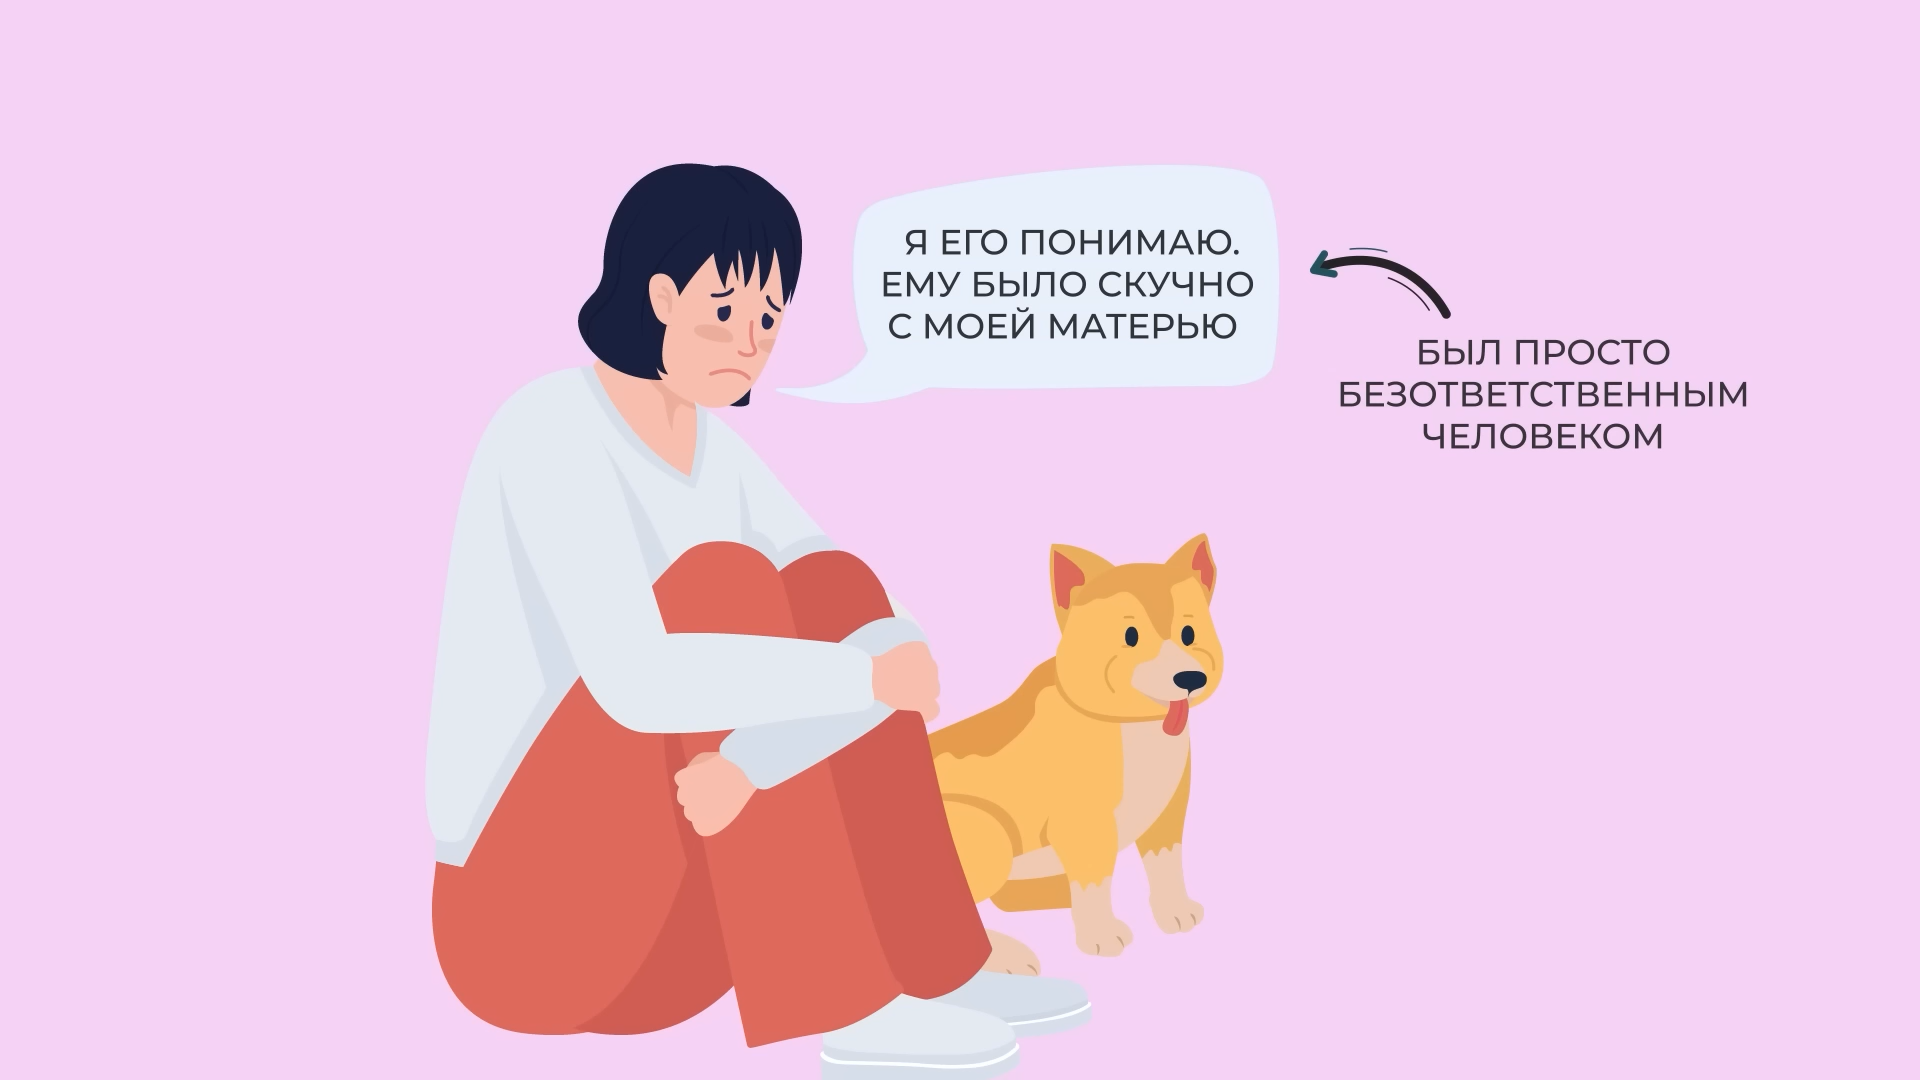 Я ЕГО ПОНИМАЮ.
ЕМУ БЫЛО СКУЧНО
С МОЕЙ МАТЕРЬЮ
БЫЛ ПРОСТО
БЕЗОТВЕТСТВЕННЫМ
ЧЕЛОВЕКОМ